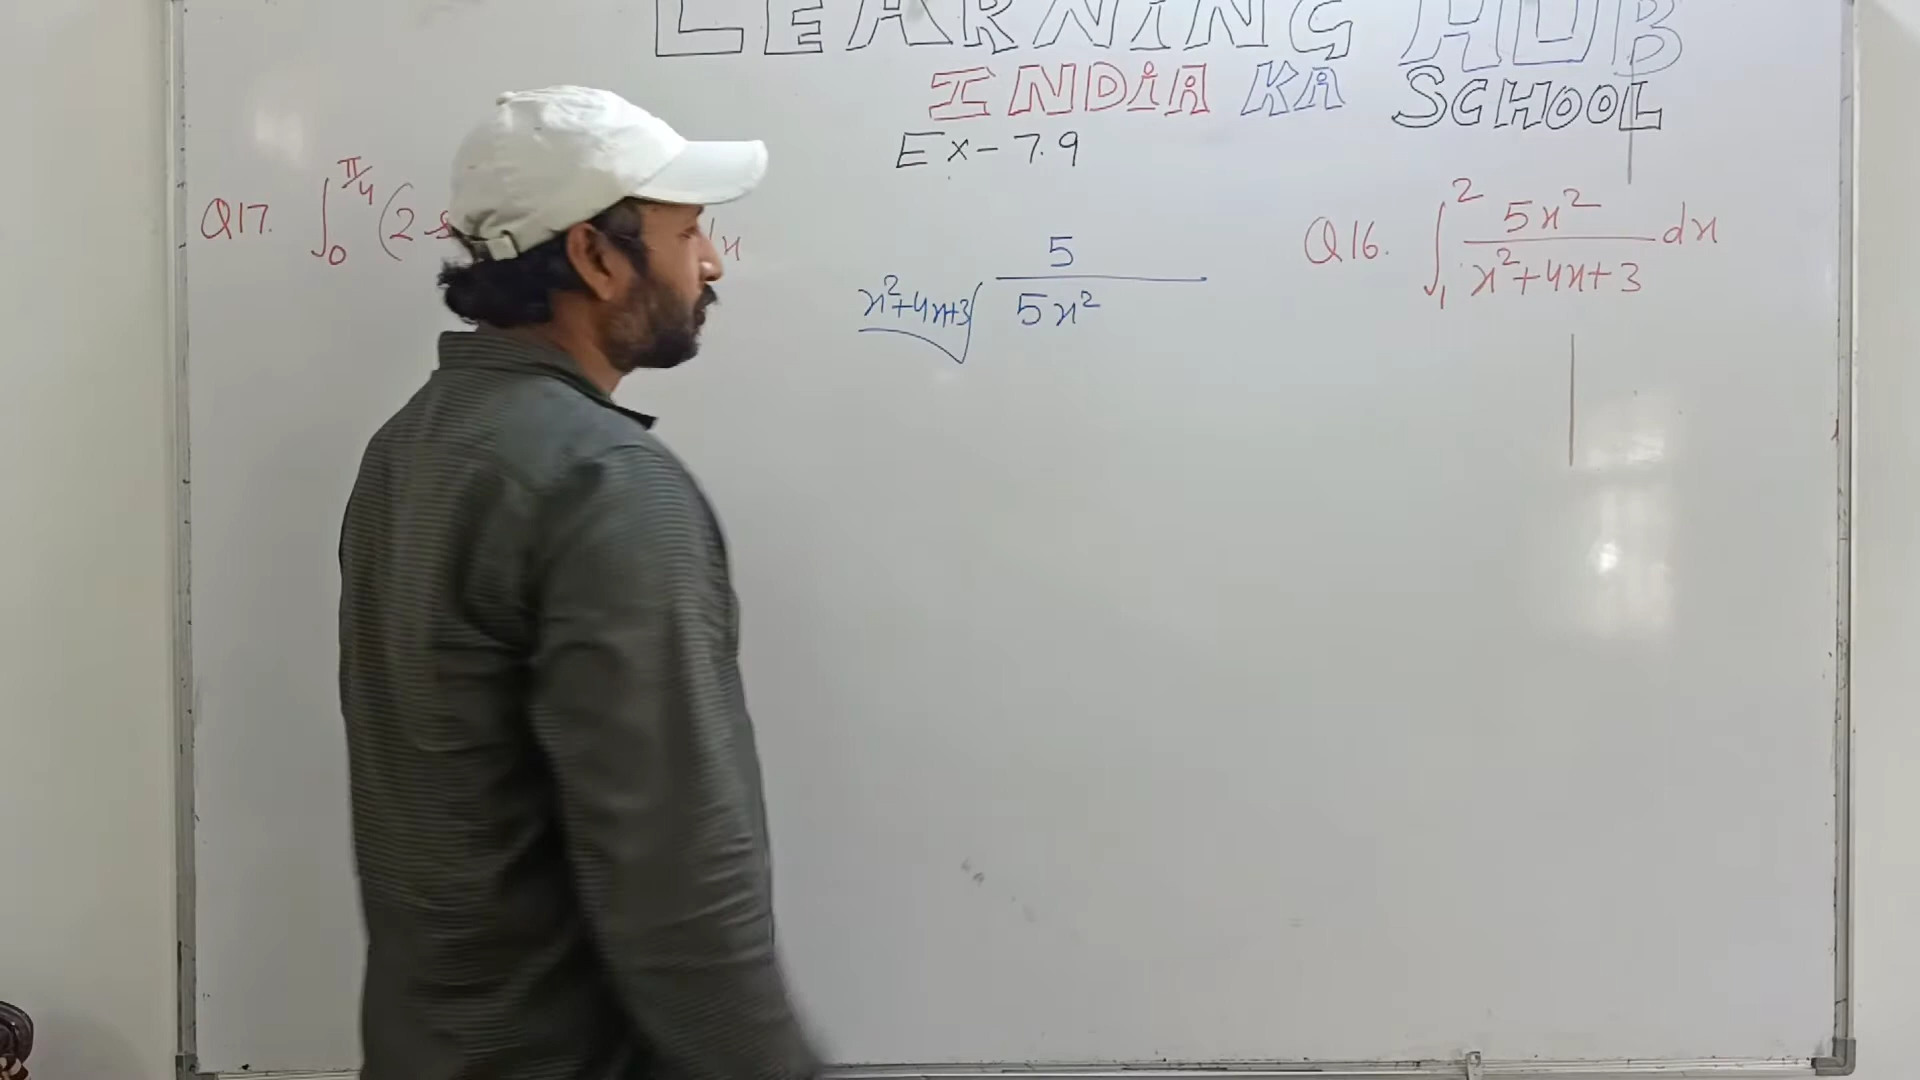 LEARNING HUB
INDIA KA SCHOOL
Ex-7.9
Q17. ∫₀^{π/4} (2 dx
5
x²+4x+3 ) 5x²
Q16. ∫₁² 5x²/(x²+4x+3) dx